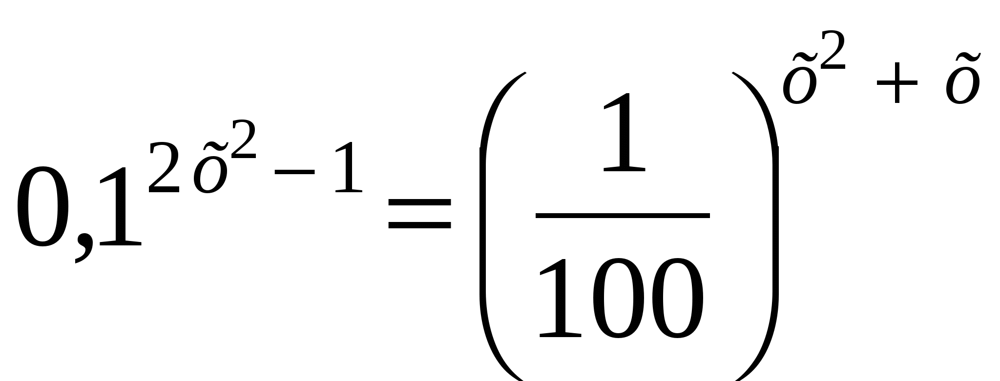 0,1^{2õ^2 − 1} = (1/100)^{õ^2 + õ}